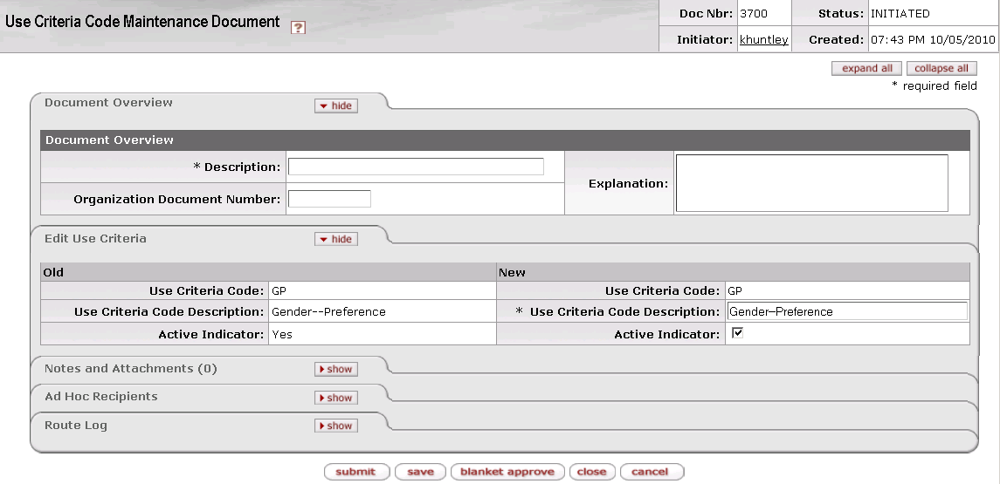 Use Criteria Code Maintenance Document ?
Doc Nbr: 3700 Status: INITIATED
Initiator: khuntley Created: 07:43 PM 10/05/2010
expand all collapse all
* required field
Document Overview hide
Document Overview
* Description: Explanation:
Organization Document Number:
Edit Use Criteria hide
Old New
Use Criteria Code: GP Use Criteria Code: GP
Use Criteria Code Description: Gender--Preference * Use Criteria Code Description: Gender--Preference
Active Indicator: Yes Active Indicator:
Notes and Attachments (0) show
Ad Hoc Recipients show
Route Log show
submit save blanket approve close cancel